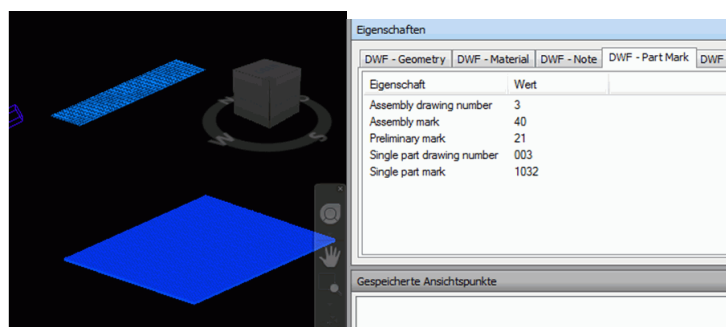 Eigenschaften
DWF - Geometry DWF - Material DWF - Note DWF - Part Mark DWF
Eigenschaft Wert
Assembly drawing number 3
Assembly mark 40
Preliminary mark 21
Single part drawing number 003
Single part mark 1032
W S
Gespeicherte Ansichtspunkte